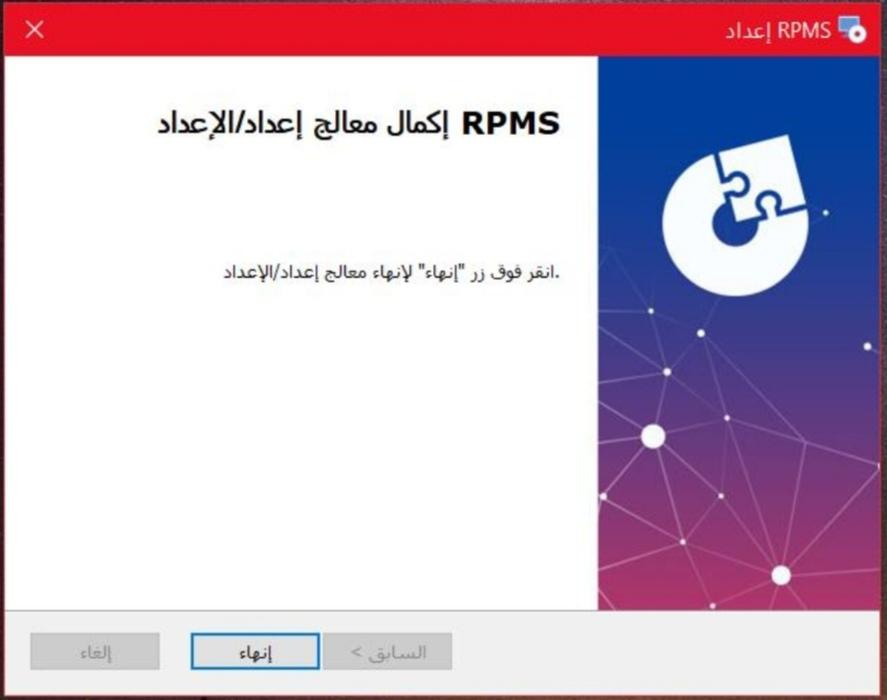 RPMS إعداد
RPMS إكمال معالج إعداد/الإعداد
.انقر فوق زر "إنهاء" لإنهاء معالج إعداد/الإعداد
السابق >
إنهاء
إلغاء